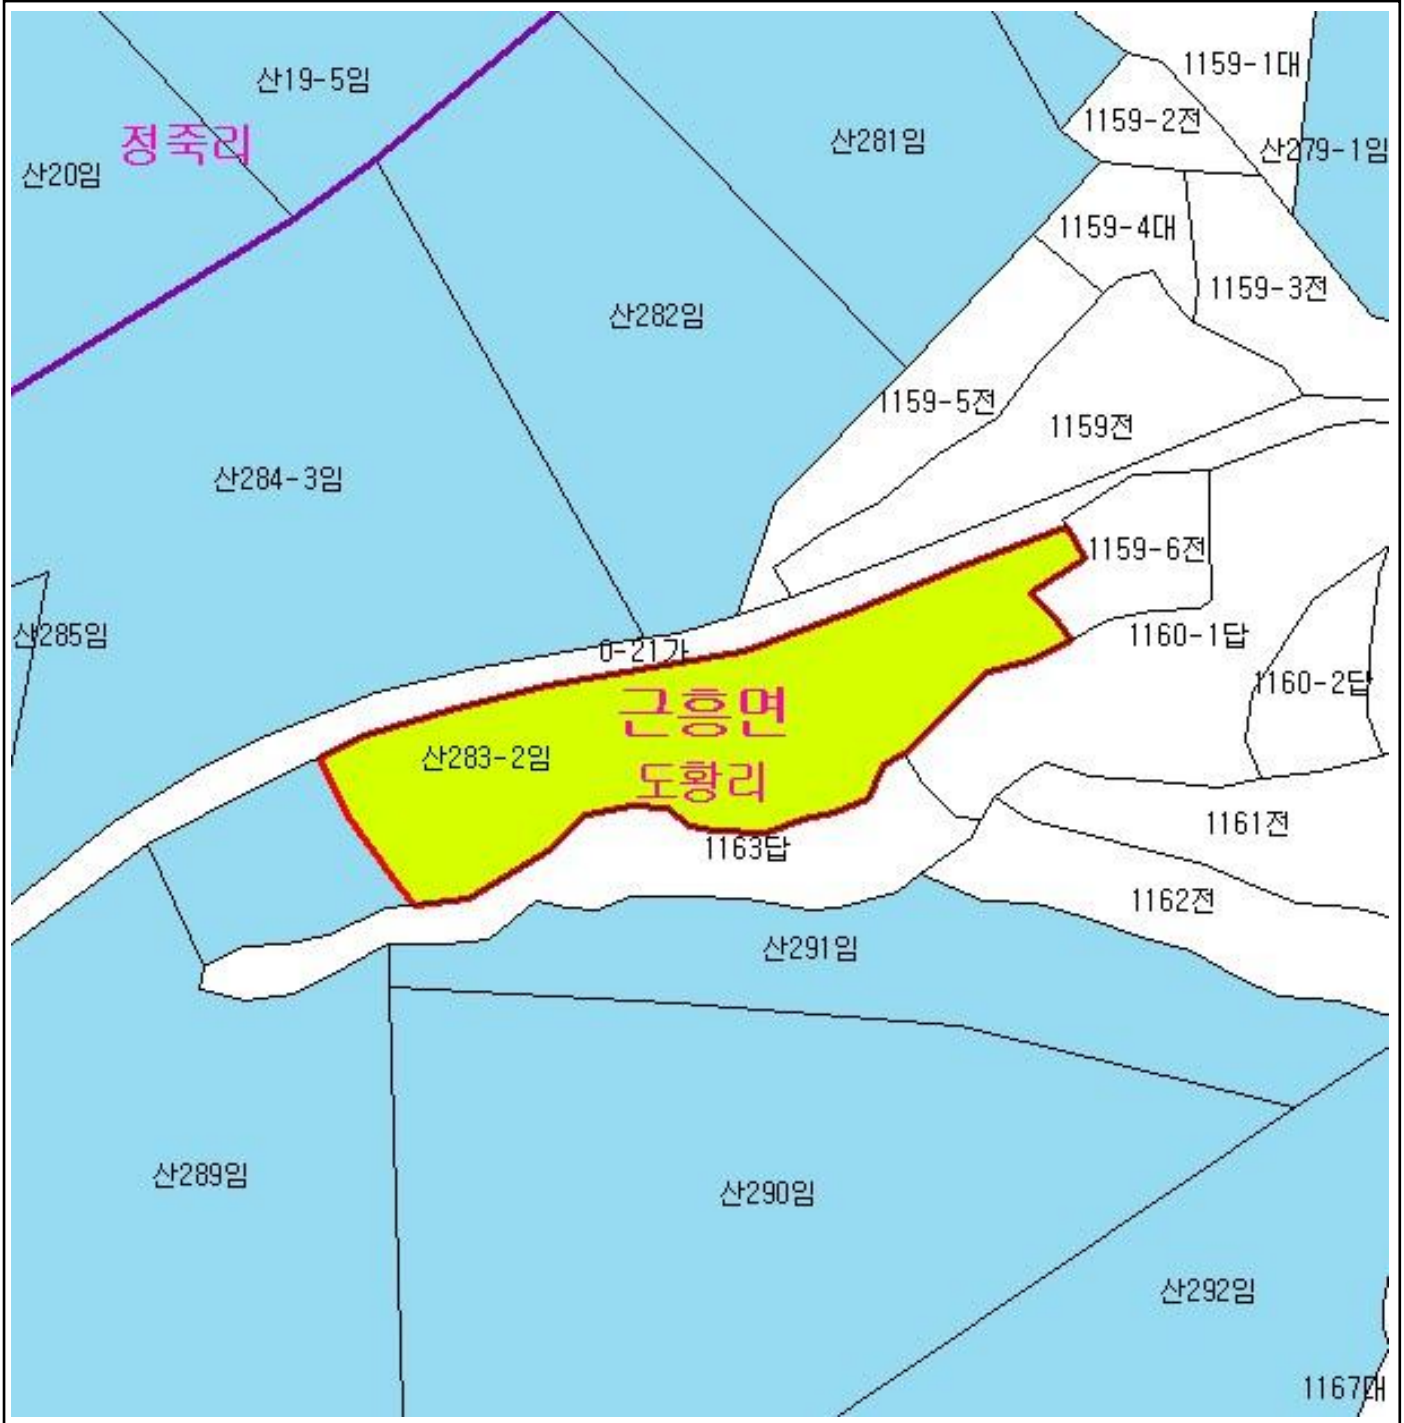 산19-5임
1159-1대
정죽리
1159-2전
산281임
산279-1임
산20임
1159-4대
1159-3전
산282임
1159-5전
1159전
산284-3임
1159-6전
산285임
1160-1답
0-21가
1160-2답
근흥면
산283-2임
도황리
1161전
1163답
1162전
산291임
산289임
산290임
산292임
1167대